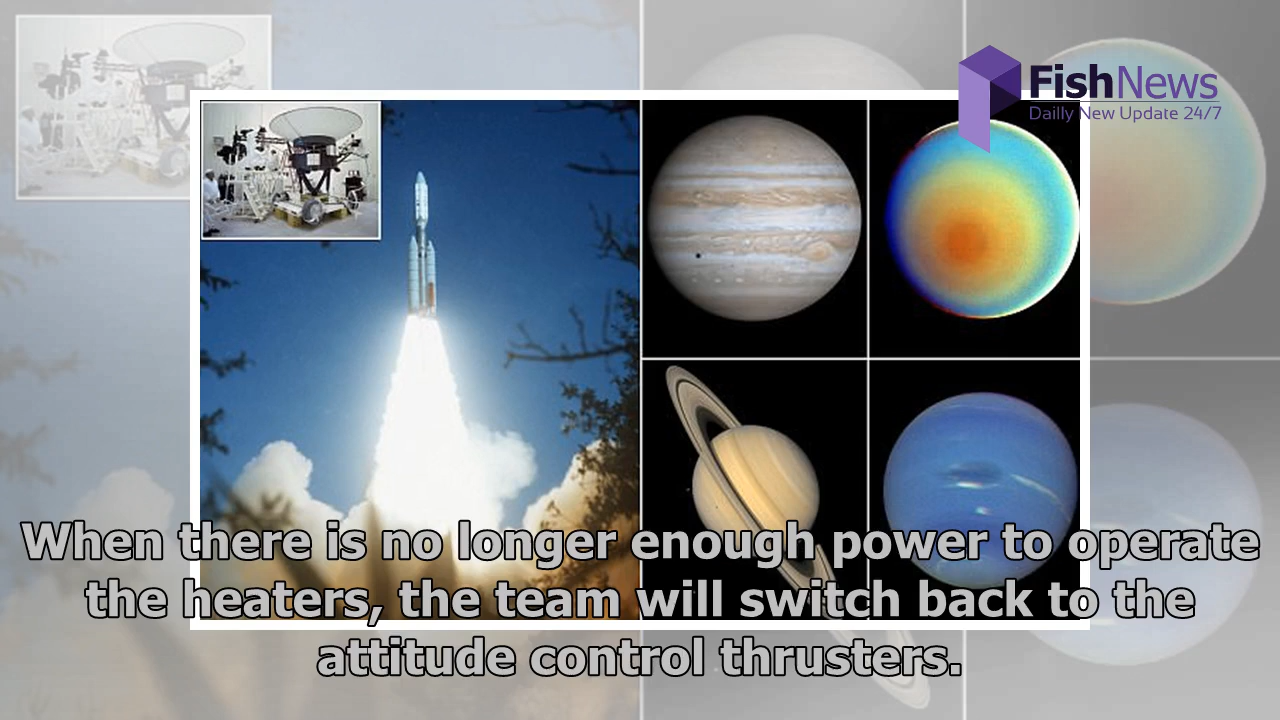 FishNews
Dailly New Update 24/7
When there is no longer enough power to operate
the heaters, the team will switch back to the
attitude control thrusters.